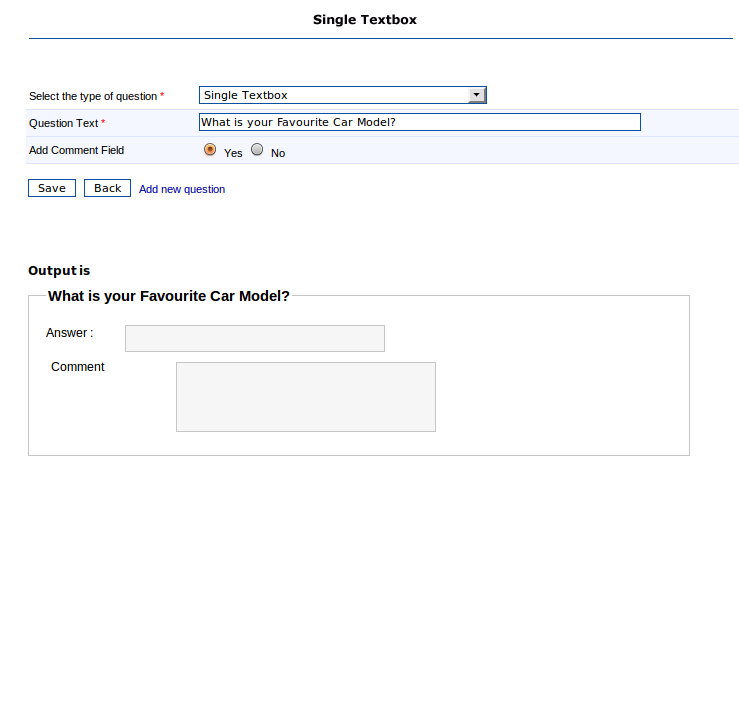 Single Textbox
Select the type of question * Single Textbox
Question Text * What is your Favourite Car Model?
Add Comment Field Yes No
Save Back Add new question
Output is
What is your Favourite Car Model?
Answer :
Comment